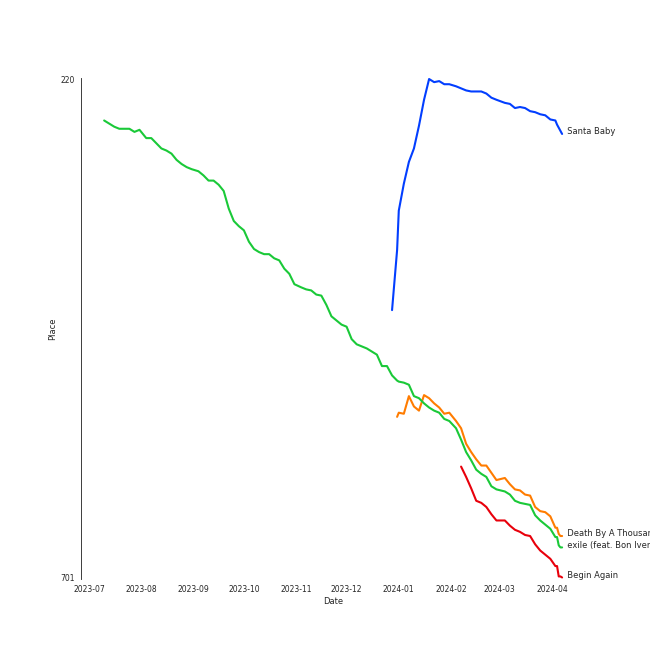 220
Santa Baby
Place
Death By A Thousan
exile (feat. Bon Iver
Begin Again
701
2023-07 2023-08 2023-09 2023-10 2023-11 2023-12 2024-01 2024-02 2024-03 2024-04
Date